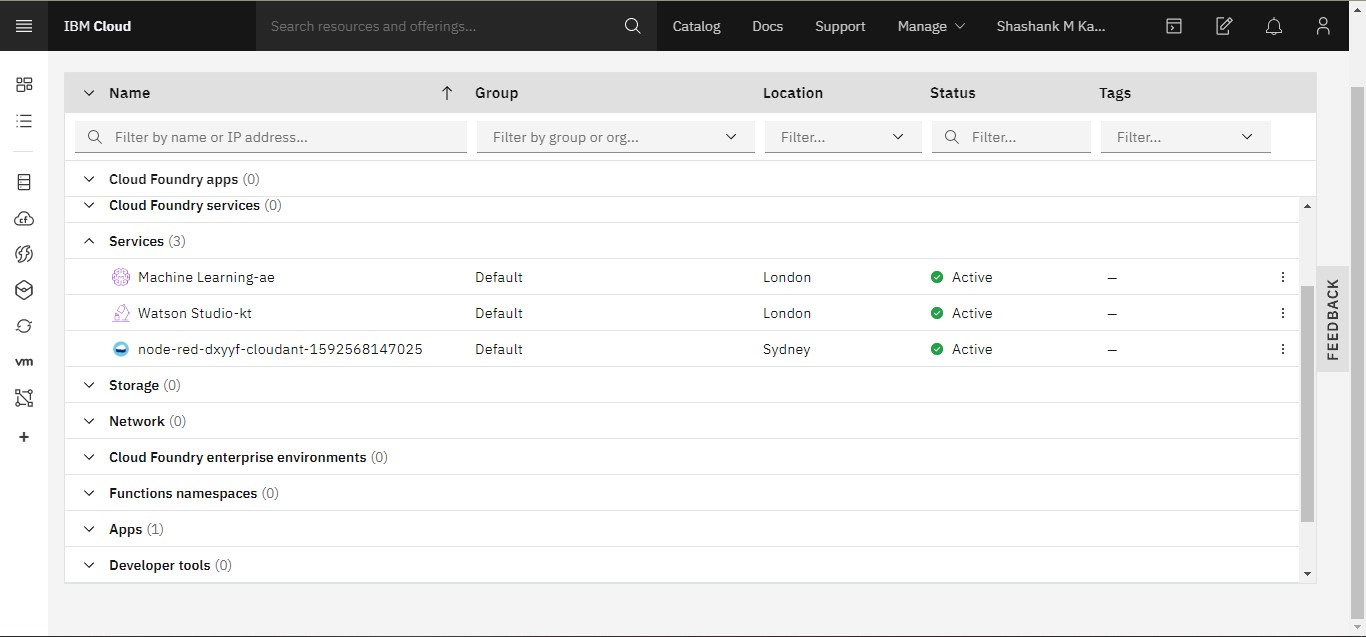 IBM Cloud Search resources and offerings... Catalog Docs Support Manage Shashank M Ka...
Name Group Location Status Tags
Filter by name or IP address... Filter by group or org... Filter... Filter... Filter...
Cloud Foundry apps (0)
Cloud Foundry services (0)
Services (3)
Machine Learning-ae Default London Active –
Watson Studio-kt Default London Active –
node-red-dxyyf-cloudant-1592568147025 Default Sydney Active –
Storage (0)
Network (0)
Cloud Foundry enterprise environments (0)
Functions namespaces (0)
Apps (1)
Developer tools (0)
cf
vm
FEEDBACK